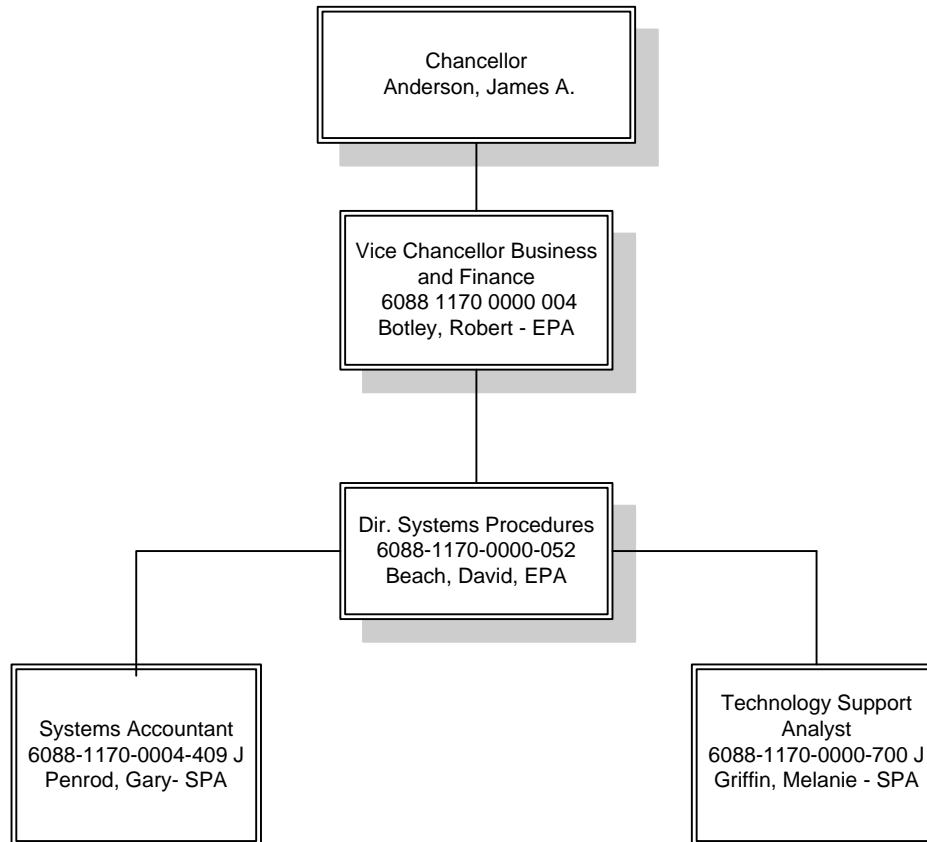 Chancellor
Anderson, James A.
Vice Chancellor Business
and Finance
6088 1170 0000 004
Botley, Robert - EPA
Dir. Systems Procedures
6088-1170-0000-052
Beach, David, EPA
Systems Accountant
6088-1170-0004-409 J
Penrod, Gary- SPA
Technology Support
Analyst
6088-1170-0000-700 J
Griffin, Melanie - SPA